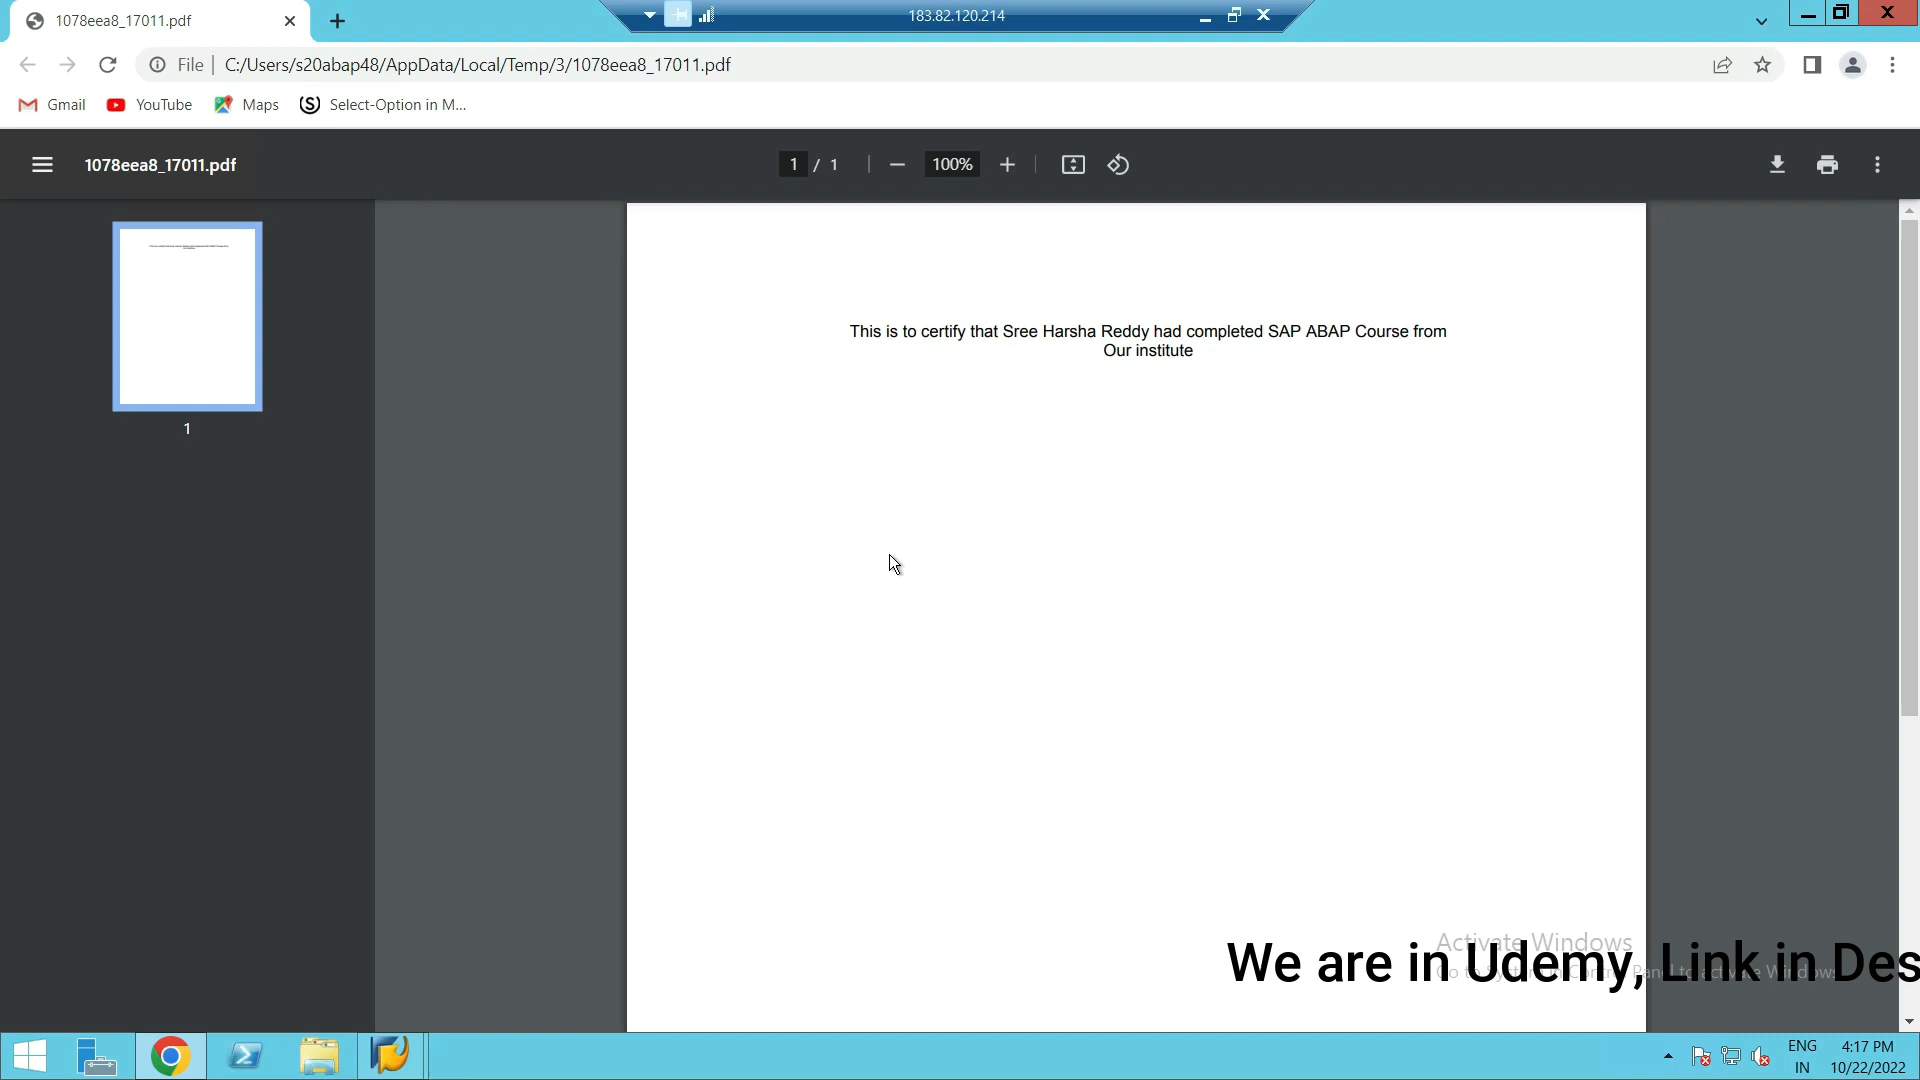 1078eea8_17011.pdf
183.82.120.214
File
C:/Users/s20abap48/AppData/Local/Temp/3/1078eea8_17011.pdf
Gmail
YouTube
Maps
Select-Option in M...
1078eea8_17011.pdf
1 / 1
100%
1
This is to certify that Sree Harsha Reddy had completed SAP ABAP Course from
Our institute
Activate Windows
We are in Udemy, Link in Des
ENG
IN
4:17 PM
10/22/2022